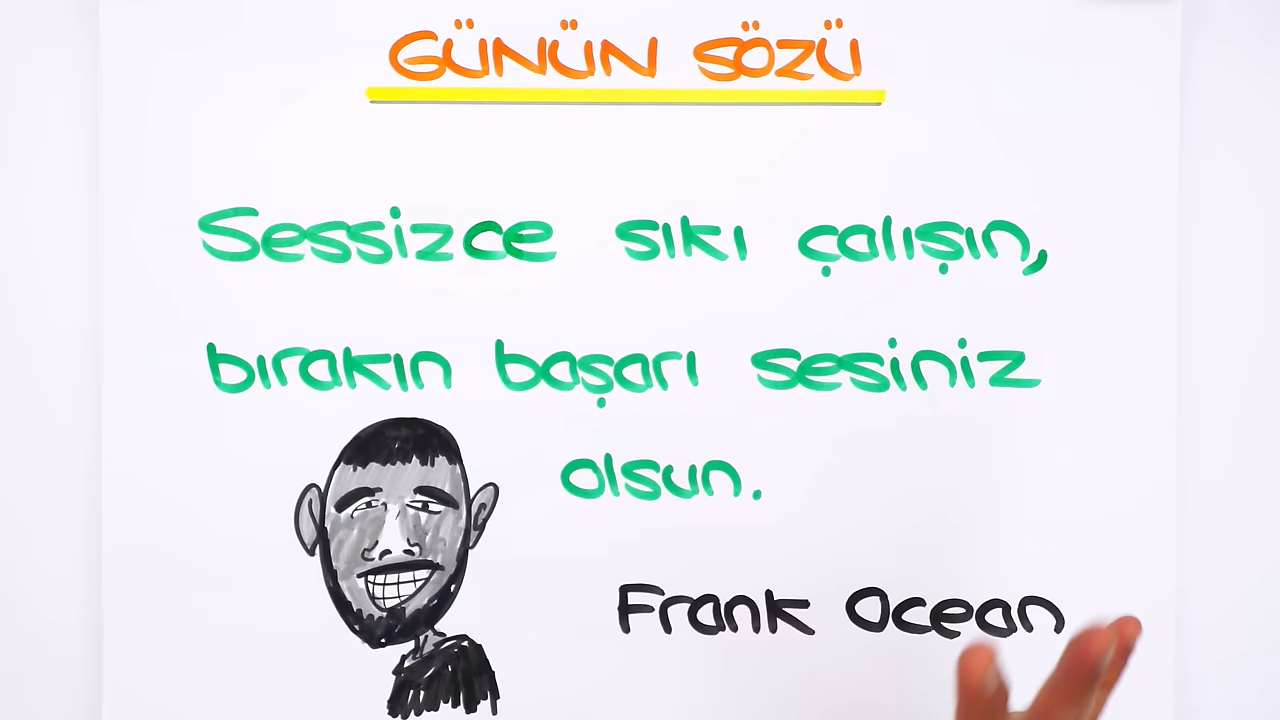 GÜNÜN SÖZÜ
Sessizce sıkı çalışın,
bırakın başarı sesiniz
olsun.
Frank Ocean